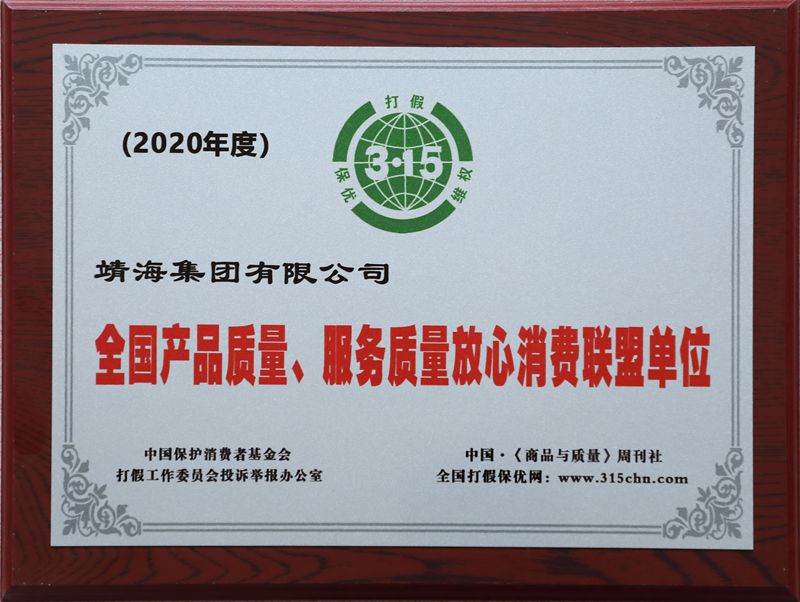 打假
保优
3·15
维权
(2020年度)
靖海集团有限公司
全国产品质量、服务质量放心消费联盟单位
中国保护消费者基金会
打假工作委员会投诉举报办公室
中国·《商品与质量》周刊社
全国打假保优网：www.315chn.com